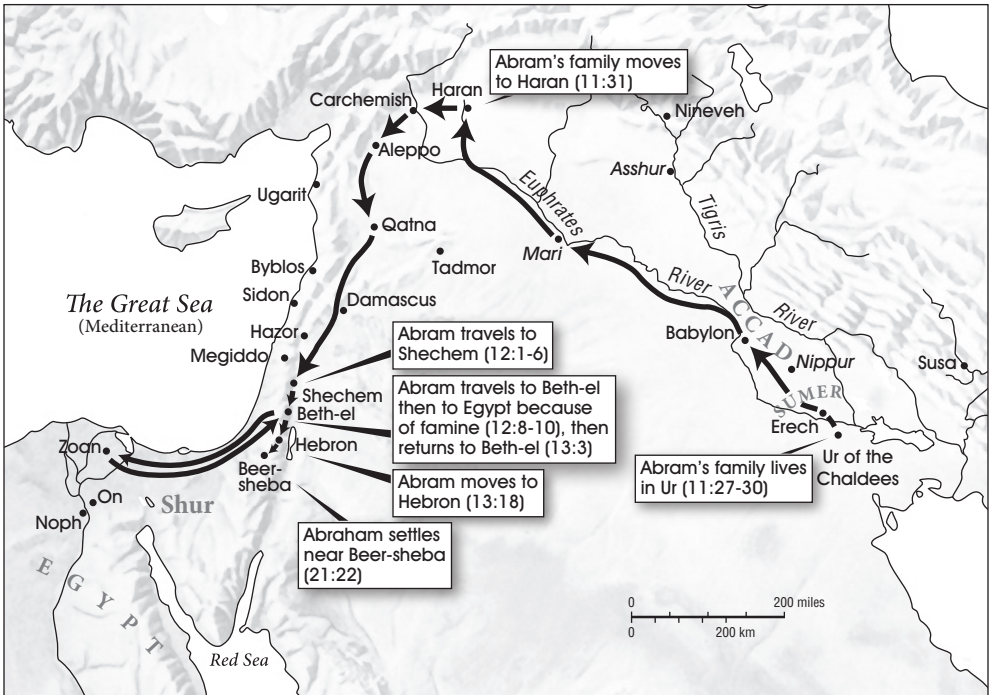 Abram's family moves
to Haran (11:31)
Carchemish
Haran
Nineveh
Aleppo
Asshur
Ugarit
Euphrates
Tigris
Qatna
Mari
Tadmor
Byblos
River
ACCAD
Sidon
The Great Sea
(Mediterranean)
Damascus
River
Hazor
Babylon
Megiddo
Abram travels to
Shechem (12:1-6)
Nippur
Susa
Shechem
Beth-el
Abram travels to Beth-el
then to Egypt because
of famine (12:8-10), then
returns to Beth-el (13:3)
SUMER
Erech
Zoan
Hebron
Ur of the
Chaldees
Beer-
sheba
Abram's family lives
in Ur (11:27-30)
Abram moves to
Hebron (13:18)
On
Shur
Noph
Abraham settles
near Beer-sheba
(21:22)
EGYPT
0 200 miles
0 200 km
Red Sea